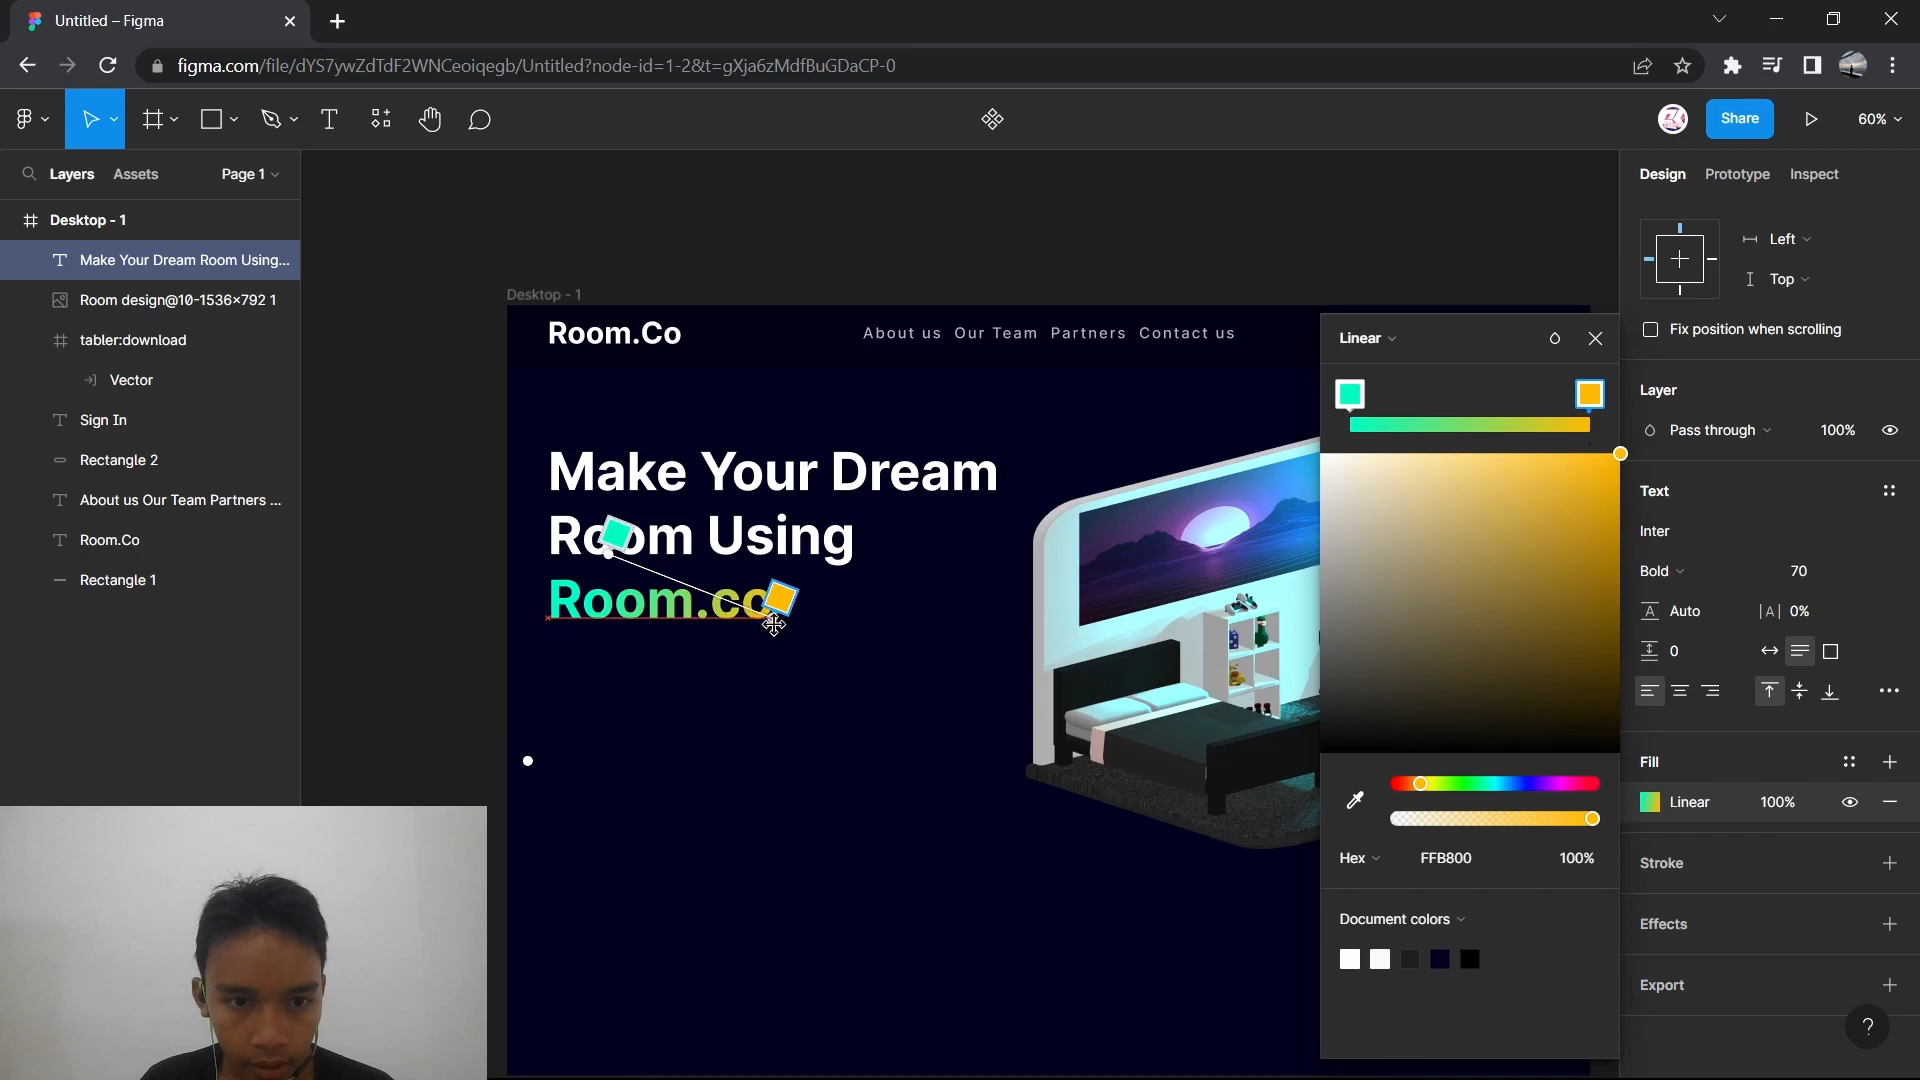 Untitled – Figma
figma.com/file/dYS7ywZdTdF2WNCeoiqegb/Untitled?node-id=1-2&t=gXja6zMdfBuGDaCP-0
Share
60%
Layers
Assets
Page 1
Desktop - 1
Make Your Dream Room Using...
Room design@10-1536×792 1
tabler:download
Vector
Sign In
Rectangle 2
About us Our Team Partners ...
Room.Co
Rectangle 1
Desktop - 1
Room.Co
About us Our Team Partners Contact us
Make Your Dream
Room Using
Room.co
Linear
Hex
FFB800
100%
Document colors
Design
Prototype
Inspect
Left
Top
Fix position when scrolling
Layer
Pass through
100%
Text
Inter
Bold
70
Auto
|A| 0%
0
Fill
Linear
100%
Stroke
Effects
Export
?